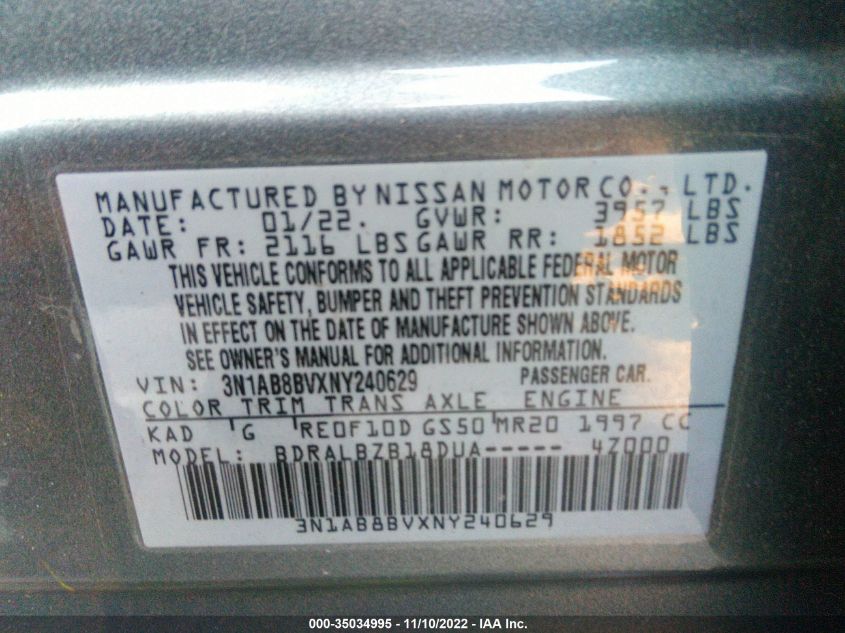 MANUFACTURED BY NISSAN MOTOR CO., LTD.
DATE: 01/22. GVWR: 3957 LBS
GAWR FR: 2116 LBS GAWR RR: 1852 LBS
THIS VEHICLE CONFORMS TO ALL APPLICABLE FEDERAL MOTOR
VEHICLE SAFETY, BUMPER AND THEFT PREVENTION STANDARDS
IN EFFECT ON THE DATE OF MANUFACTURE SHOWN ABOVE.
SEE OWNER'S MANUAL FOR ADDITIONAL INFORMATION.
VIN: 3N1AB8BVXNY240629 PASSENGER CAR.
COLOR TRIM TRANS AXLE ENGINE
KAD G RE0F10D GS50 MR20 1997 CC
MODEL: BDRALBZB18DUA----- 4Z000
3N1AB8BVXNY240629
000-35034995 - 11/10/2022 - IAA Inc.